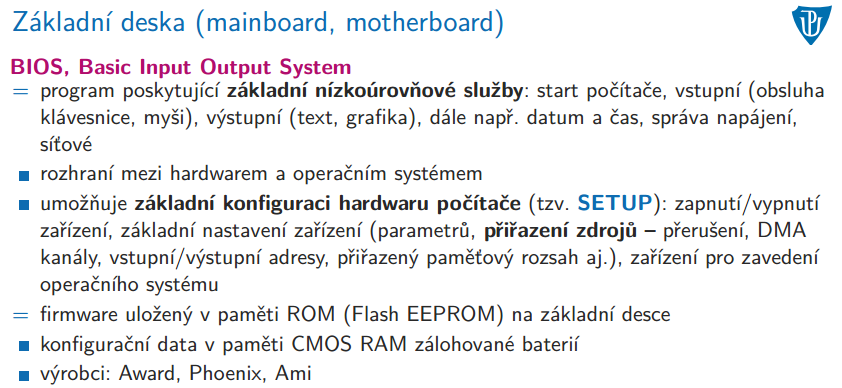 Základní deska (mainboard, motherboard)
BIOS, Basic Input Output System
= program poskytující základní nízkoúrovňové služby: start počítače, vstupní (obsluha
klávesnice, myši), výstupní (text, grafika), dále např. datum a čas, správa napájení,
síťové
■ rozhraní mezi hardwarem a operačním systémem
■ umožňuje základní konfiguraci hardwaru počítače (tzv. SETUP): zapnutí/vypnutí
zařízení, základní nastavení zařízení (parametrů, přiřazení zdrojů – přerušení, DMA
kanály, vstupní/výstupní adresy, přiřazený paměťový rozsah aj.), zařízení pro zavedení
operačního systému
= firmware uložený v paměti ROM (Flash EEPROM) na základní desce
■ konfigurační data v paměti CMOS RAM zálohované baterií
■ výrobci: Award, Phoenix, Ami